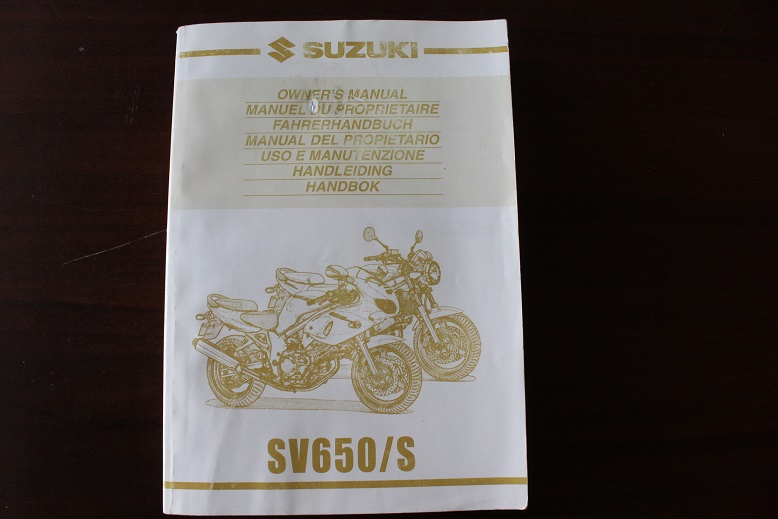 SUZUKI
OWNER'S MANUAL
MANUEL DU PROPRIETAIRE
FAHRERHANDBUCH
MANUAL DEL PROPIETARIO
USO E MANUTENZIONE
HANDLEIDING
HANDBOK
SV650/S